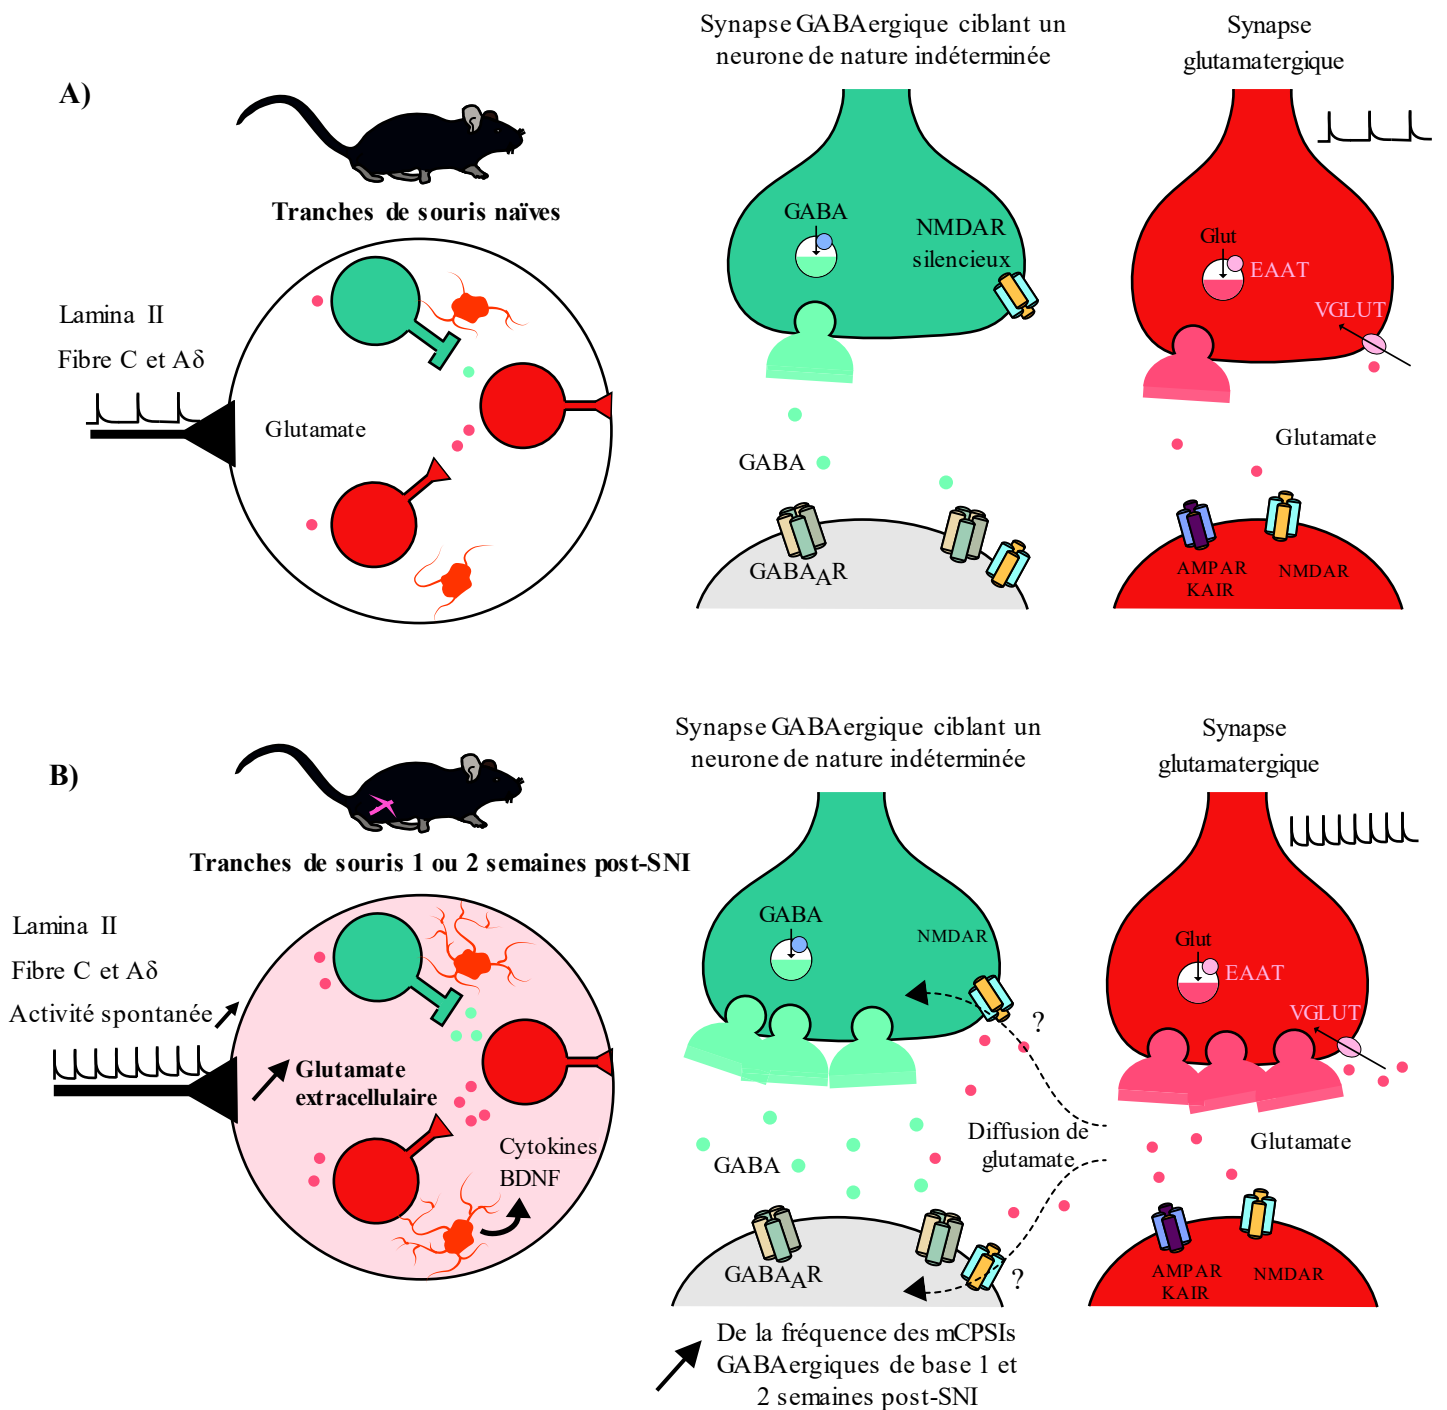 A)
Tranches de souris naïves
Lamina II
Fibre C et Aδ
Glutamate
Synapse GABAergique ciblant un
neurone de nature indéterminée
GABA
NMDAR
silencieux
GABA
GABAAR
Synapse
glutamatergique
Glut
EAAT
VGLUT
Glutamate
AMPAR
KAIR
NMDAR
B)
Tranches de souris 1 ou 2 semaines post-SNI
Lamina II
Fibre C et Aδ
Activité spontanée
Glutamate
extracellulaire
Cytokines
BDNF
Synapse GABAergique ciblant un
neurone de nature indéterminée
GABA
NMDAR
?
GABA
Diffusion de
glutamate
GABAAR
?
Synapse
glutamatergique
Glut
EAAT
VGLUT
Glutamate
AMPAR
KAIR
NMDAR
De la fréquence des mCPSIs
GABAergiques de base 1 et
2 semaines post-SNI